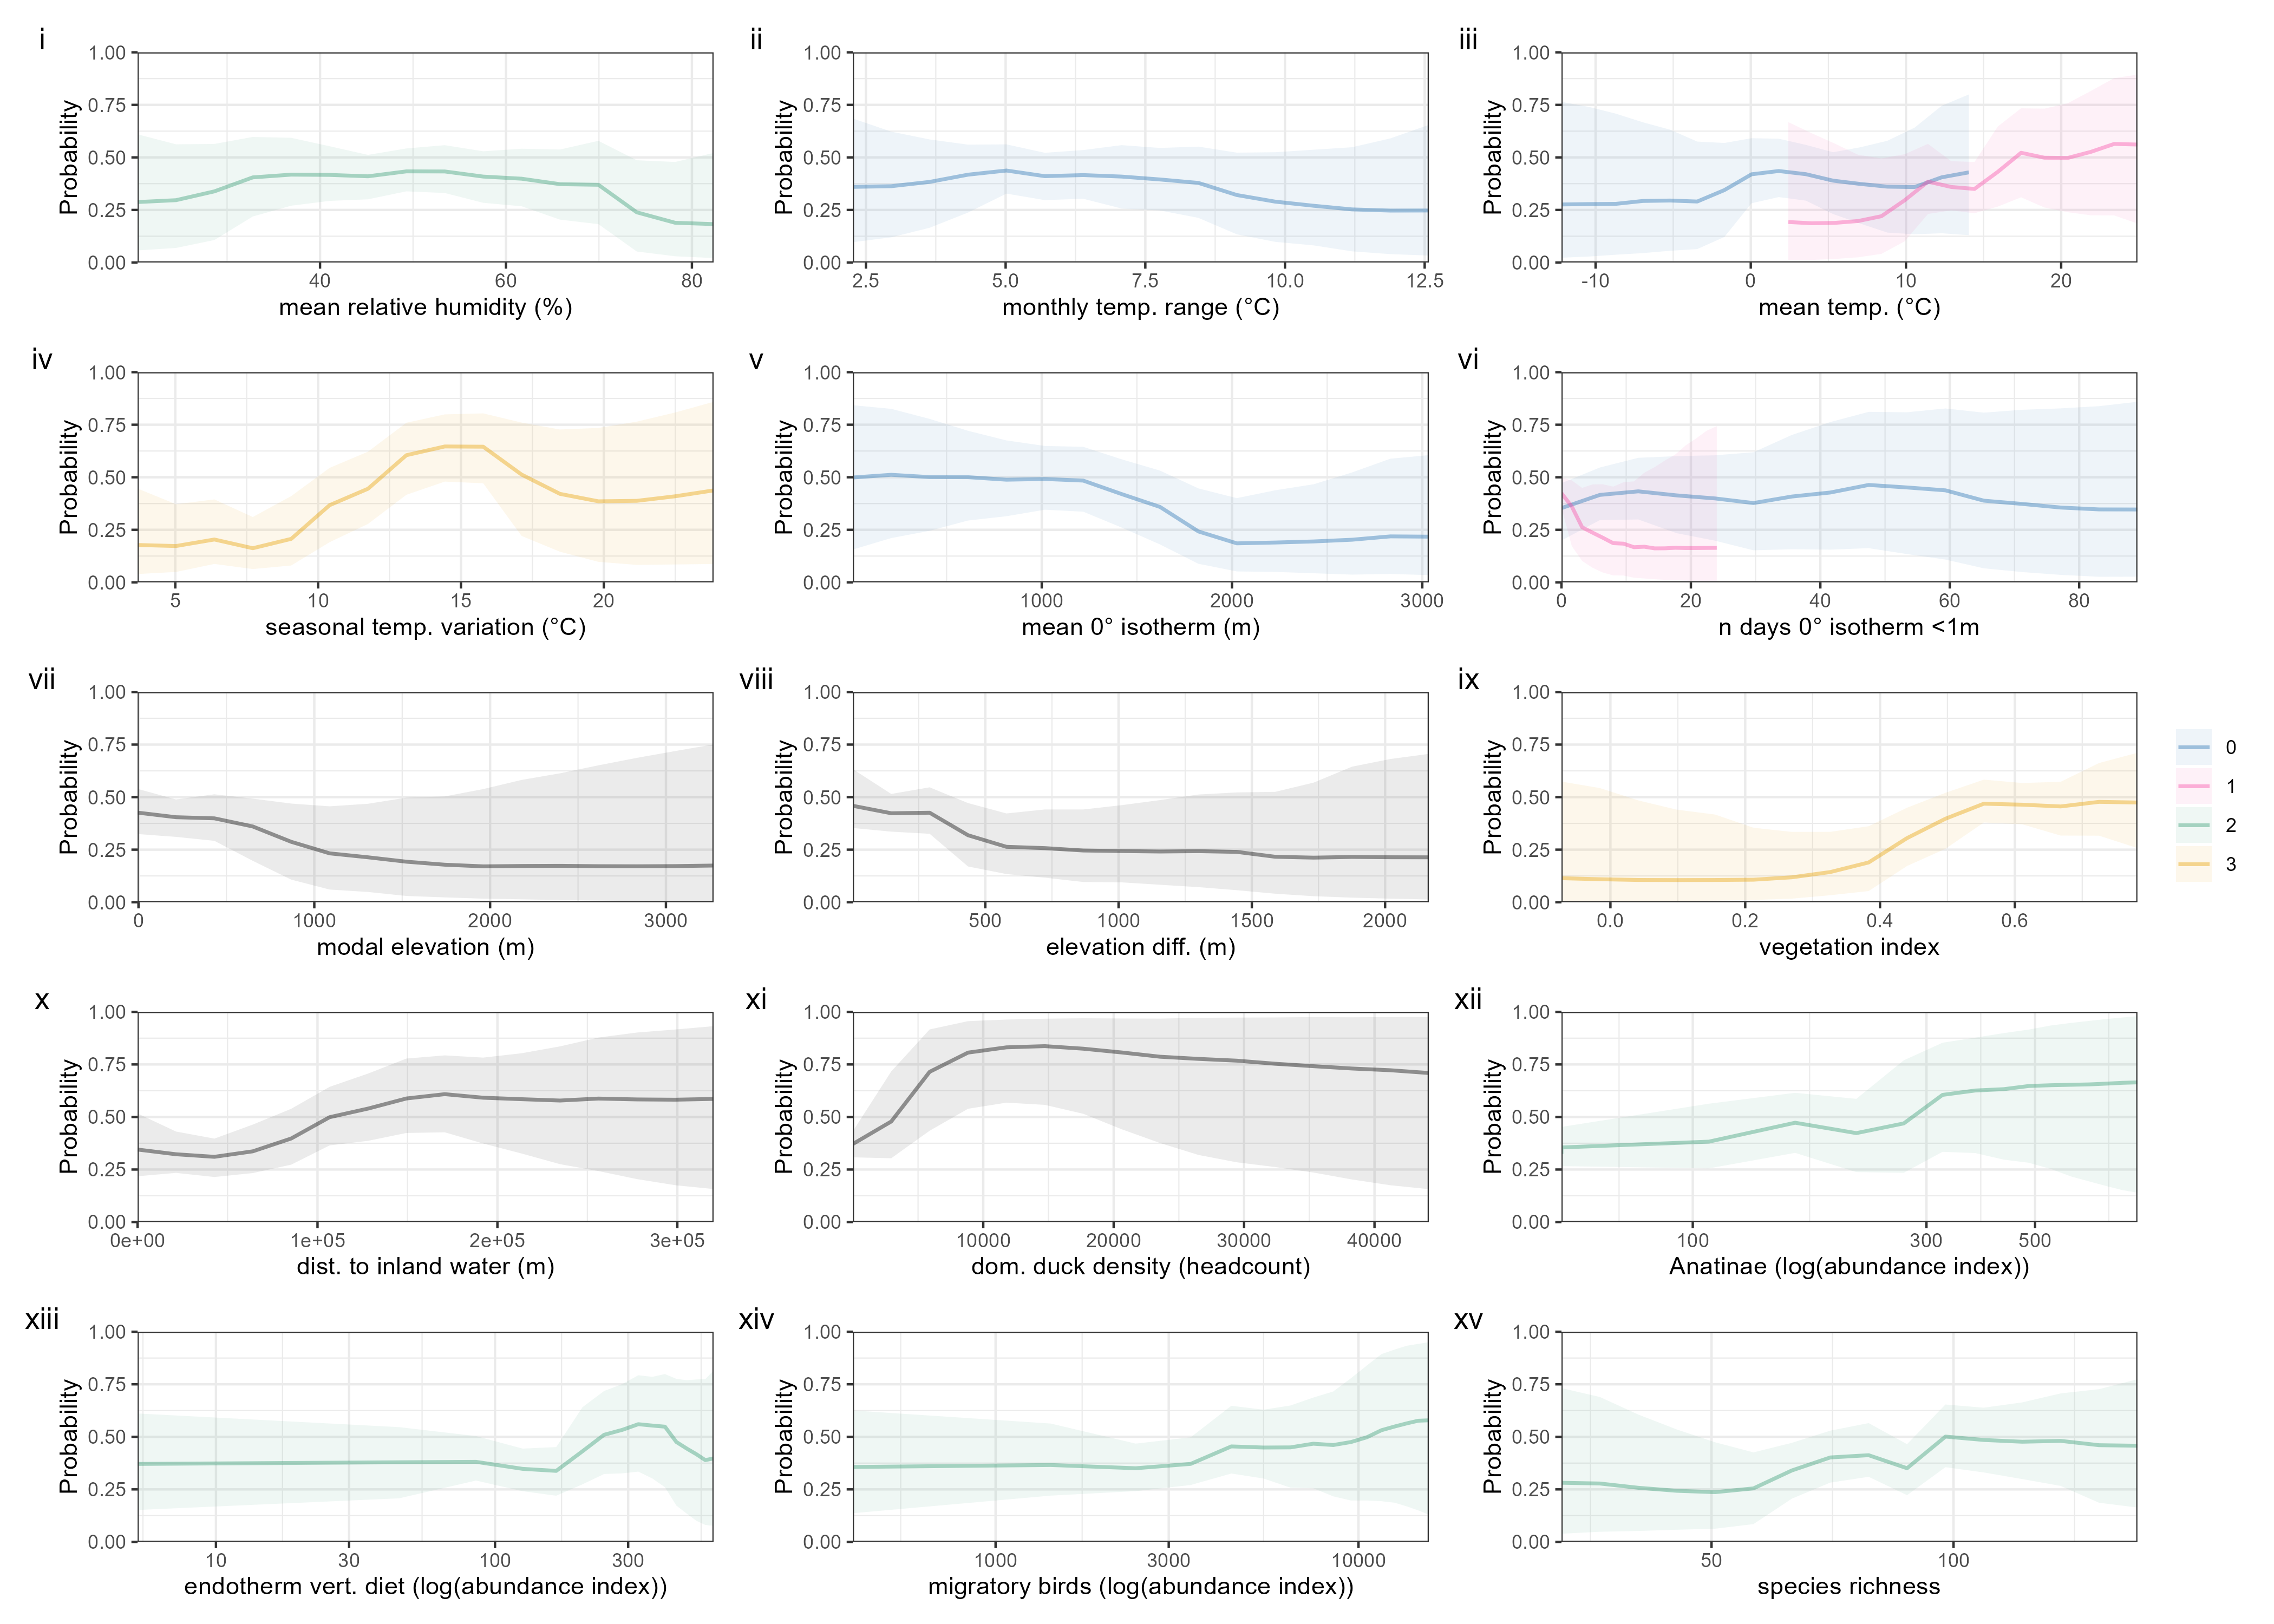 i
1.00
0.75
0.50
0.25
0.00
Probability
40
60
80
mean relative humidity (%)
ii
1.00
0.75
0.50
0.25
0.00
Probability
2.5
5.0
7.5
10.0
12.5
monthly temp. range (°C)
iii
1.00
0.75
0.50
0.25
0.00
Probability
-10
0
10
20
mean temp. (°C)
iv
1.00
0.75
0.50
0.25
0.00
Probability
5
10
15
20
seasonal temp. variation (°C)
v
1.00
0.75
0.50
0.25
0.00
Probability
1000
2000
3000
mean 0° isotherm (m)
vi
1.00
0.75
0.50
0.25
0.00
Probability
0
20
40
60
80
n days 0° isotherm <1m
vii
1.00
0.75
0.50
0.25
0.00
Probability
0
1000
2000
3000
modal elevation (m)
viii
1.00
0.75
0.50
0.25
0.00
Probability
500
1000
1500
2000
elevation diff. (m)
ix
1.00
0.75
0.50
0.25
0.00
Probability
0.0
0.2
0.4
0.6
vegetation index
0
1
2
3
x
1.00
0.75
0.50
0.25
0.00
Probability
0e+00
1e+05
2e+05
3e+05
dist. to inland water (m)
xi
1.00
0.75
0.50
0.25
0.00
Probability
10000
20000
30000
40000
dom. duck density (headcount)
xii
1.00
0.75
0.50
0.25
0.00
Probability
100
300
500
Anatinae (log(abundance index))
xiii
1.00
0.75
0.50
0.25
0.00
Probability
10
30
100
300
endotherm vert. diet (log(abundance index))
xiv
1.00
0.75
0.50
0.25
0.00
Probability
1000
3000
10000
migratory birds (log(abundance index))
xv
1.00
0.75
0.50
0.25
0.00
Probability
50
100
species richness